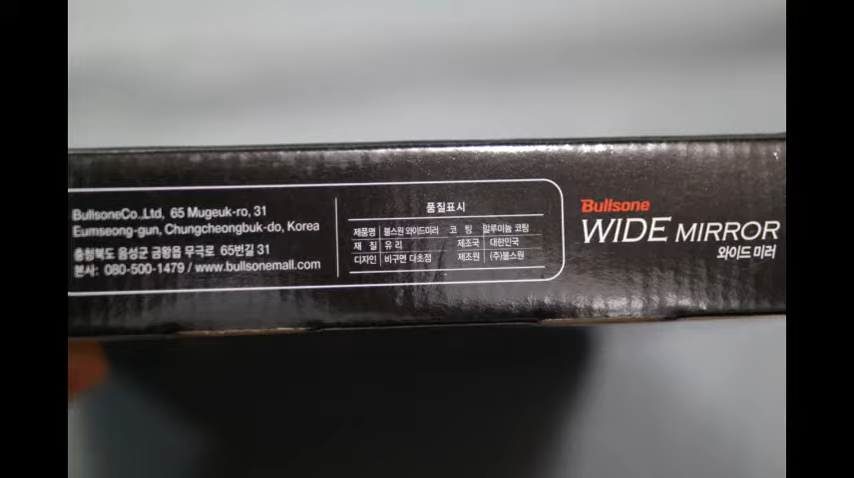 BullsoneCo.,Ltd, 65 Mugeuk-ro, 31
Eumseong-gun, Chungcheongbuk-do, Korea
충청북도 음성군 금왕읍 무극로 65번길 31
본사: 080-500-1479 / www.bullsonemall.com
품질표시
제품명 불스원 와이드미러 코 팅 알루미늄 코팅
재 질 유 리 제조국 대한민국
디자인 비구면 다초점 제조원 (주)불스원
Bullsone
WIDE MIRROR
와이드 미러